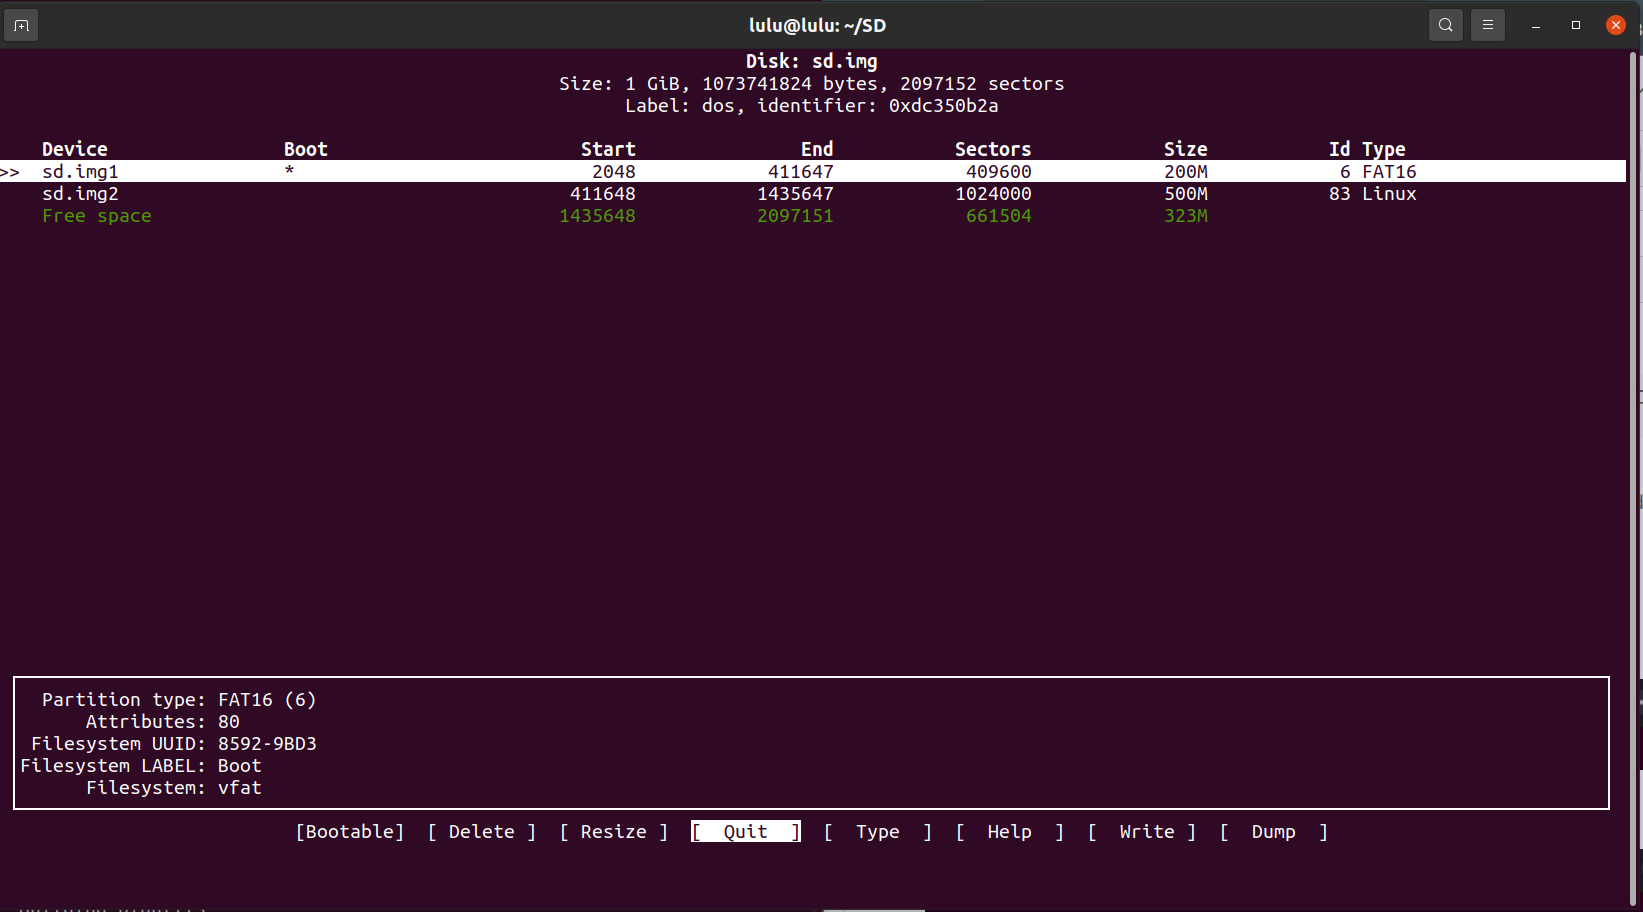 lulu@lulu: ~/SD
Disk: sd.img
Size: 1 GiB, 1073741824 bytes, 2097152 sectors
Label: dos, identifier: 0xdc350b2a
Device Boot Start End Sectors Size Id Type
>> sd.img1 * 2048 411647 409600 200M 6 FAT16
sd.img2 411648 1435647 1024000 500M 83 Linux
Free space 1435648 2097151 661504 323M
Partition type: FAT16 (6)
Attributes: 80
Filesystem UUID: 8592-9BD3
Filesystem LABEL: Boot
Filesystem: vfat
[Bootable] [ Delete ] [ Resize ] [ Quit ] [ Type ] [ Help ] [ Write ] [ Dump ]